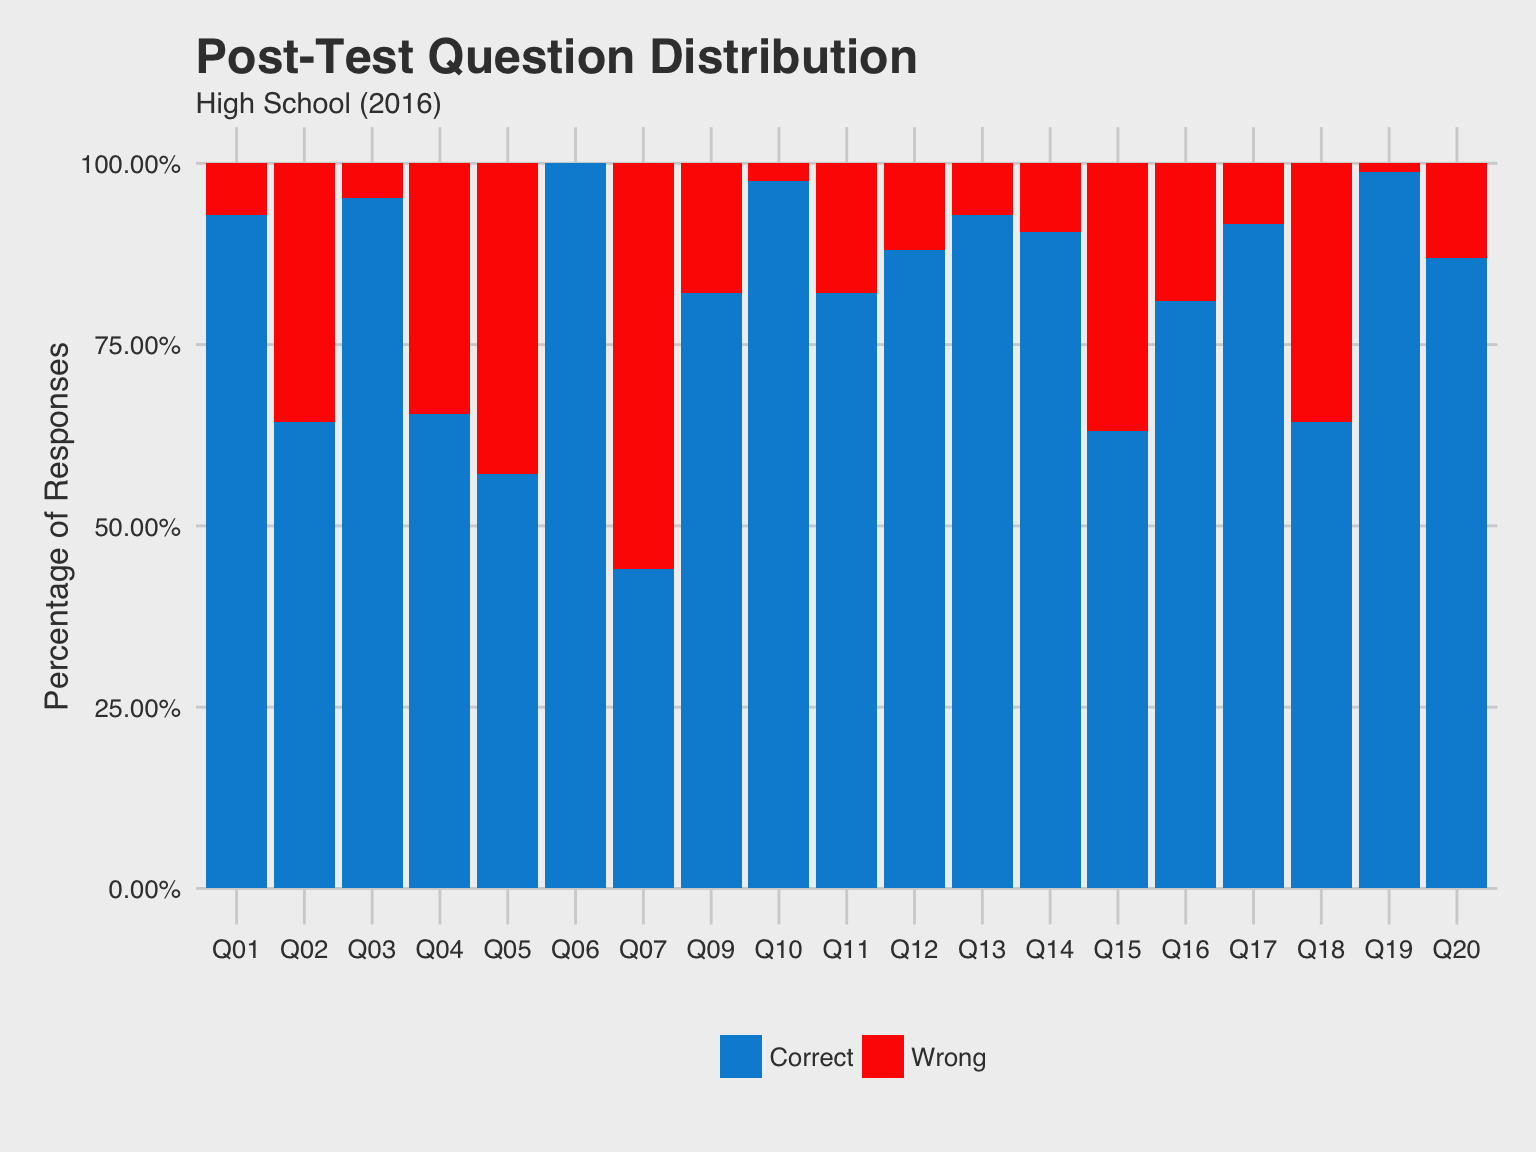 Post-Test Question Distribution
High School (2016)
Percentage of Responses
100.00%
75.00%
50.00%
25.00%
0.00%
Q01 Q02 Q03 Q04 Q05 Q06 Q07 Q09 Q10 Q11 Q12 Q13 Q14 Q15 Q16 Q17 Q18 Q19 Q20
Correct Wrong